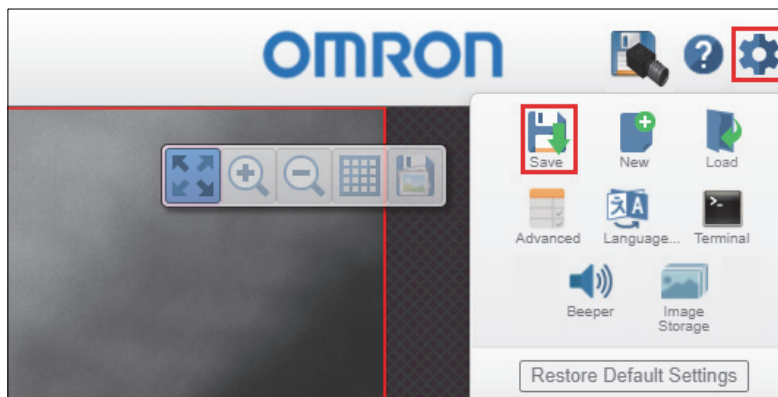 OMRON
?
Save
New
Load
Advanced
Language...
Terminal
Beeper
Image
Storage
Restore Default Settings